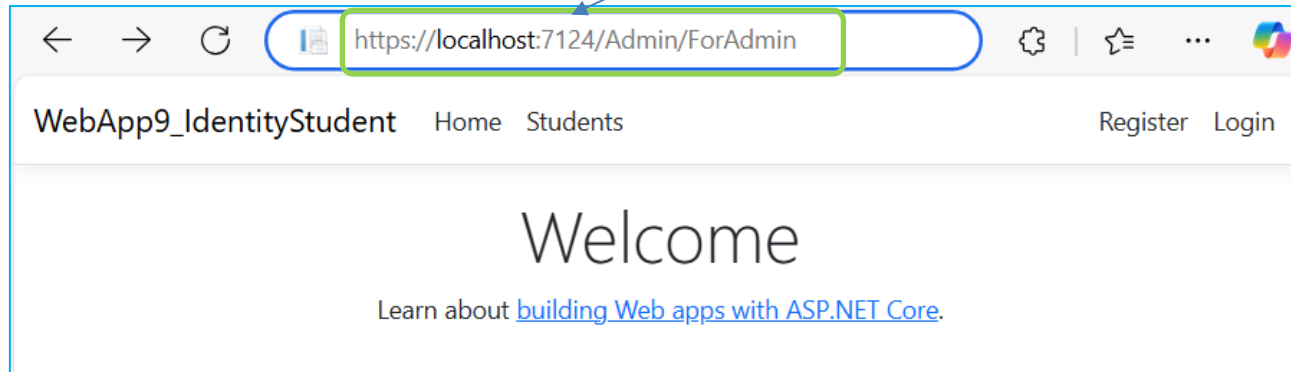 https://localhost:7124/Admin/ForAdmin
WebApp9_IdentityStudent Home Students Register Login
Welcome
Learn about building Web apps with ASP.NET Core.